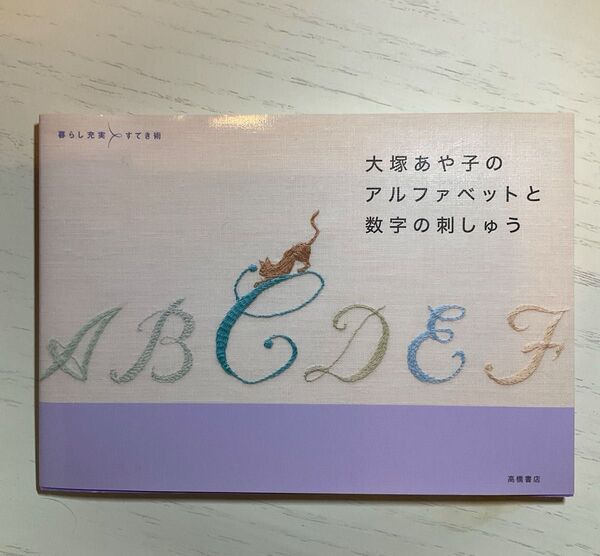 暮らし充実すてき術
大塚あや子の
アルファベットと
数字の刺しゅう
ABCDEF
高橋書店